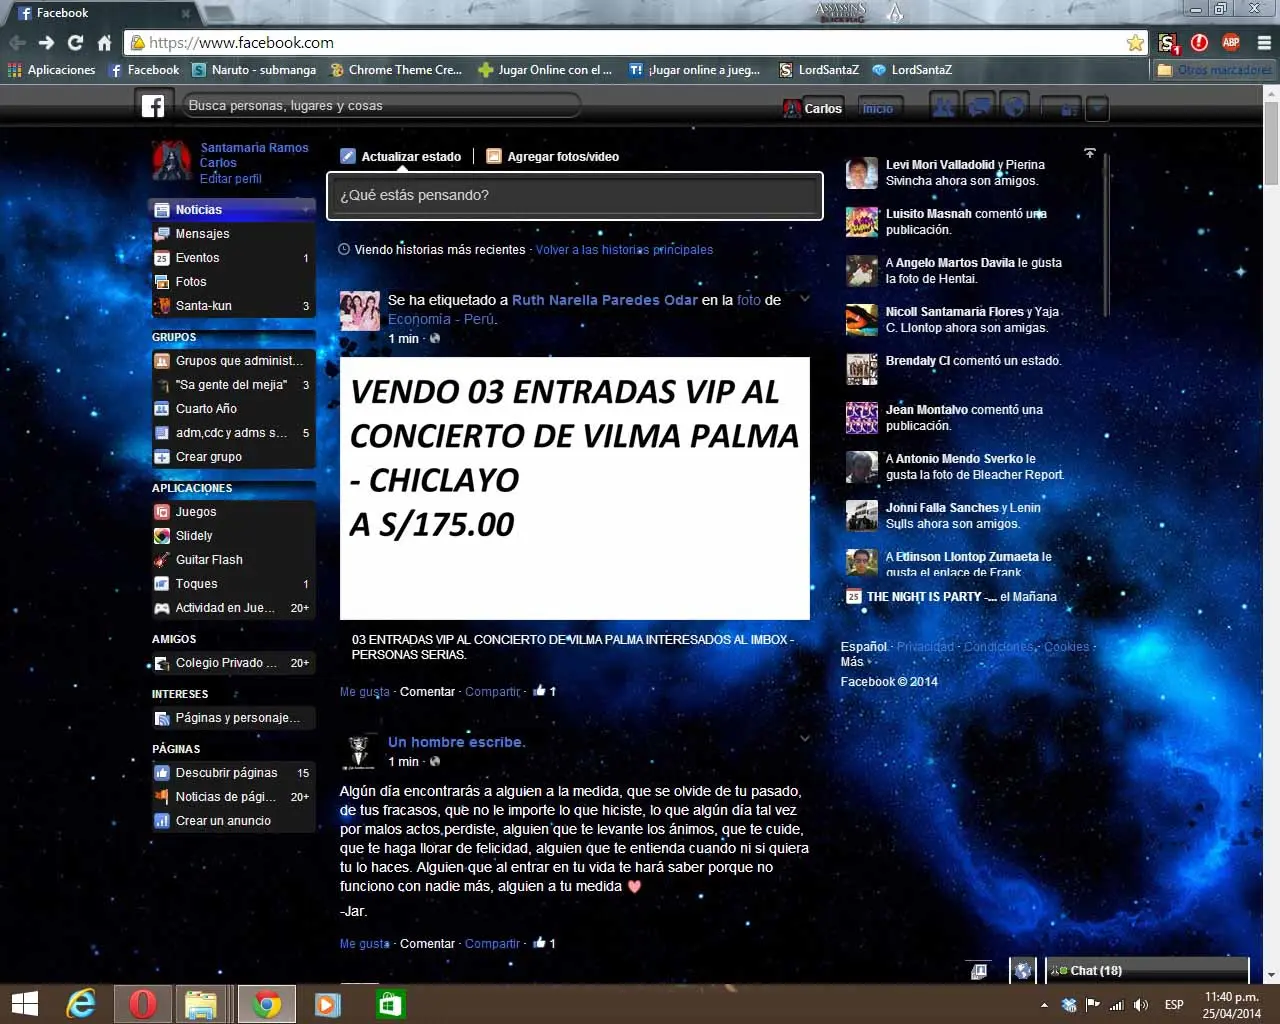 Facebook
ASSASSIN'S
https://www.facebook.com
1
ABP
Aplicaciones
Facebook
Naruto - submanga
Chrome Theme Cre...
Jugar Online con el ...
¡Jugar online a jueg...
LordSantaZ
LordSantaZ
Otros marcadores
Busca personas, lugares y cosas
Carlos
Inicio
Santamaria Ramos
Carlos
Editar perfil
Noticias
Mensajes
Eventos 1
Fotos
Santa-kun 3
GRUPOS
Grupos que administ...
"Sa gente del mejia" 3
Cuarto Año
adm,cdc y adms s... 5
Crear grupo
APLICACIONES
Juegos
Slidely
Guitar Flash
Toques 1
Actividad en Jue... 20+
AMIGOS
Colegio Privado ... 20+
INTERESES
Páginas y personaje...
PÁGINAS
Descubrir páginas 15
Noticias de pági... 20+
Crear un anuncio
Actualizar estado
Agregar fotos/video
¿Qué estás pensando?
Viendo historias más recientes · Volver a las historias principales
Se ha etiquetado a Ruth Narella Paredes Odar en la foto de
Economía - Perú.
1 min ·
VENDO 03 ENTRADAS VIP AL
CONCIERTO DE VILMA PALMA
- CHICLAYO
A S/175.00
03 ENTRADAS VIP AL CONCIERTO DE VILMA PALMA INTERESADOS AL IMBOX -
PERSONAS SERIAS.
Me gusta · Comentar · Compartir · 1
Un hombre escribe.
1 min ·
Algún día encontrarás a alguien a la medida, que se olvide de tu pasado,
de tus fracasos, que no le importe lo que hiciste, lo que algún día tal vez
por malos actos perdiste, alguien que te levante los ánimos, que te cuide,
que te haga llorar de felicidad, alguien que te entienda cuando ni si quiera
tu lo haces. Alguien que al entrar en tu vida te hará saber porque no
funciono con nadie más, alguien a tu medida
-Jar.
Me gusta · Comentar · Compartir · 1
Levi Mori Valladolid y Pierina
Sivincha ahora son amigos.
Luisito Masnah comentó una
publicación.
A Angelo Martos Davila le gusta
la foto de Hentai.
Nicoll Santamaria Flores y Yaja
C. Llontop ahora son amigas.
Brendaly Cl comentó un estado.
Jean Montalvo comentó una
publicación.
A Antonio Mendo Sverko le
gusta la foto de Bleacher Report.
Johni Falla Sanches y Lenin
Sulls ahora son amigos.
A Edinson Llontop Zumaeta le
gusta el enlace de Frank
THE NIGHT IS PARTY -... el Mañana
Español · Privacidad · Condiciones · Cookies ·
Más
Facebook © 2014
Chat (18)
ESP
11:40 p.m.
25/04/2014